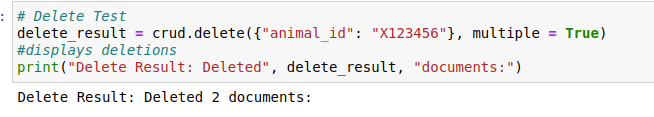 :
# Delete Test
delete_result = crud.delete({"animal_id": "X123456"}, multiple = True)
#displays deletions
print("Delete Result: Deleted", delete_result, "documents:")
Delete Result: Deleted 2 documents: